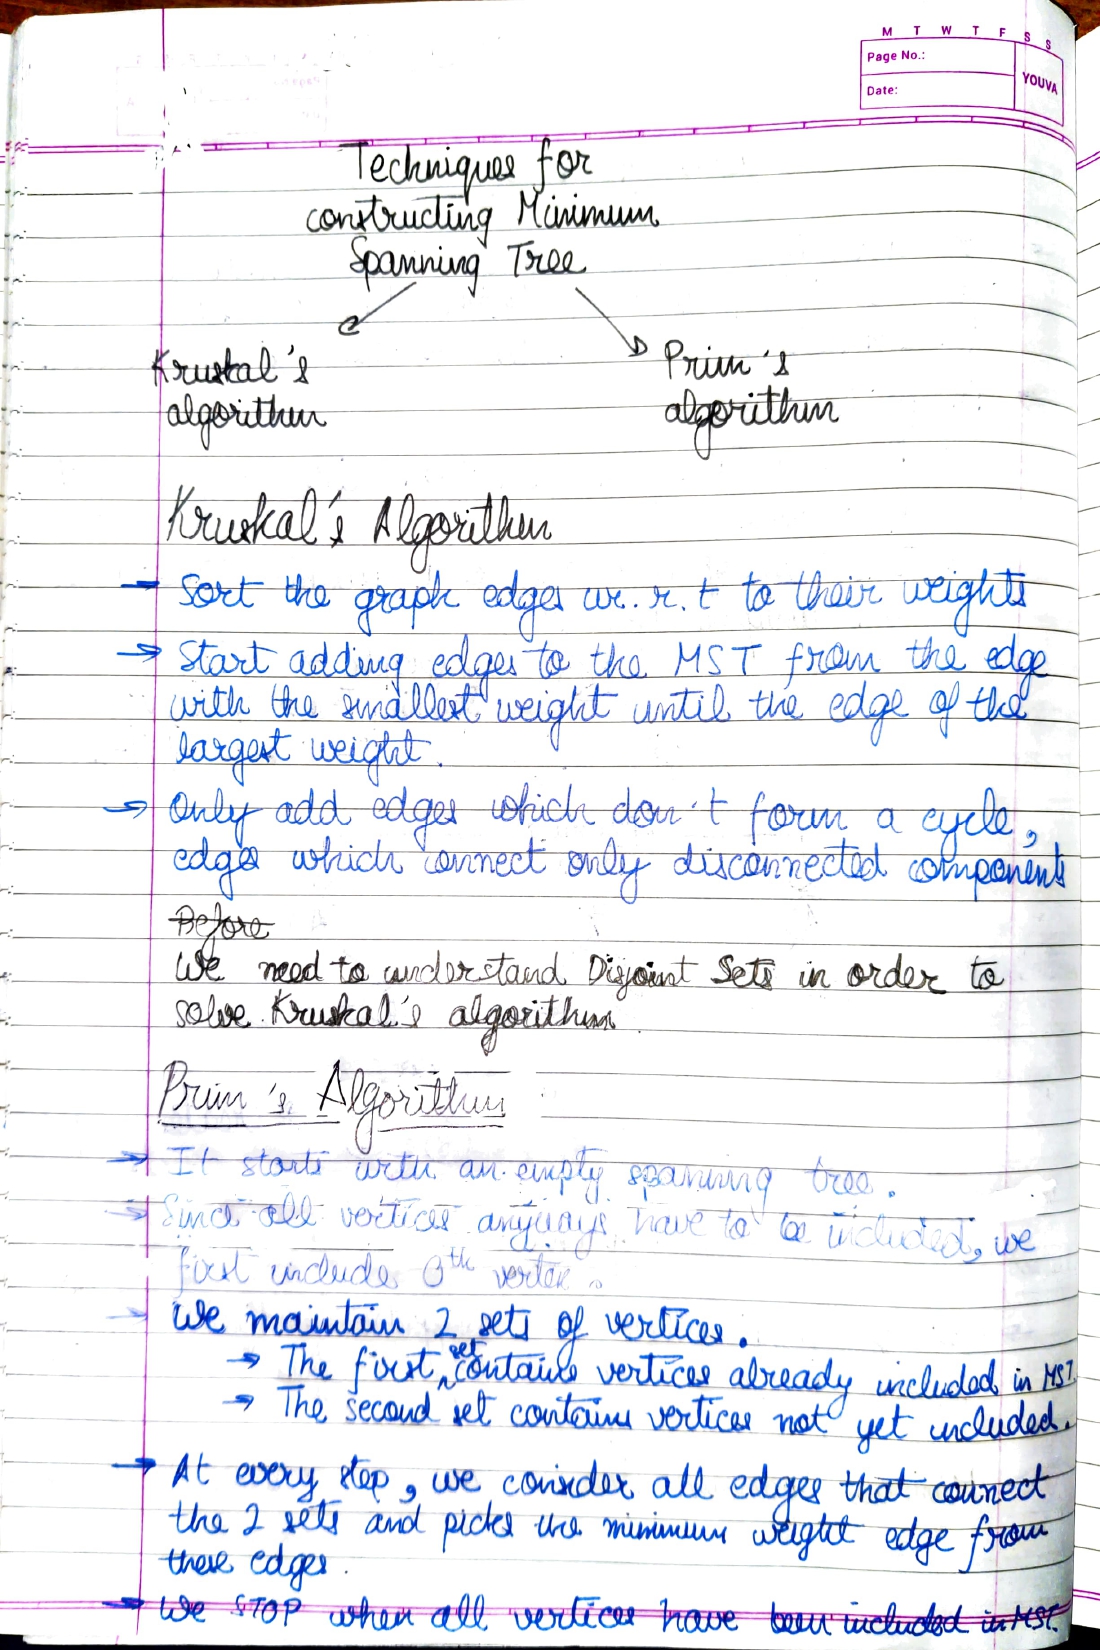 M T W T F S S
Page No.:
Date:
YOUVA
Techniques for
constructing Minimum
Spanning Tree
Kruskal's
algorithm
Prim's
algorithm
Kruskal's Algorithm
→ Sort the graph edges w.r.t to their weights
→ Start adding edges to the MST from the edge
with the smallest weight until the edge of the
largest weight.
→ Only add edges which don't form a cycle,
edges which connect only disconnected components
Before
We need to understand Disjoint Sets in order to
solve Kruskal's algorithm
Prim's Algorithm
→ It starts with an empty spanning tree.
→ Since all vertices anyways have to be included, we
first include 0th vertex.
→ We maintain 2 sets of vertices.
→ The first set contains vertices already included in MST.
→ The second set contains vertices not yet included.
→ At every step, we consider all edges that connect
the 2 sets and picks the minimum weight edge from
these edges.
→ We STOP when all vertices have been included in MST.